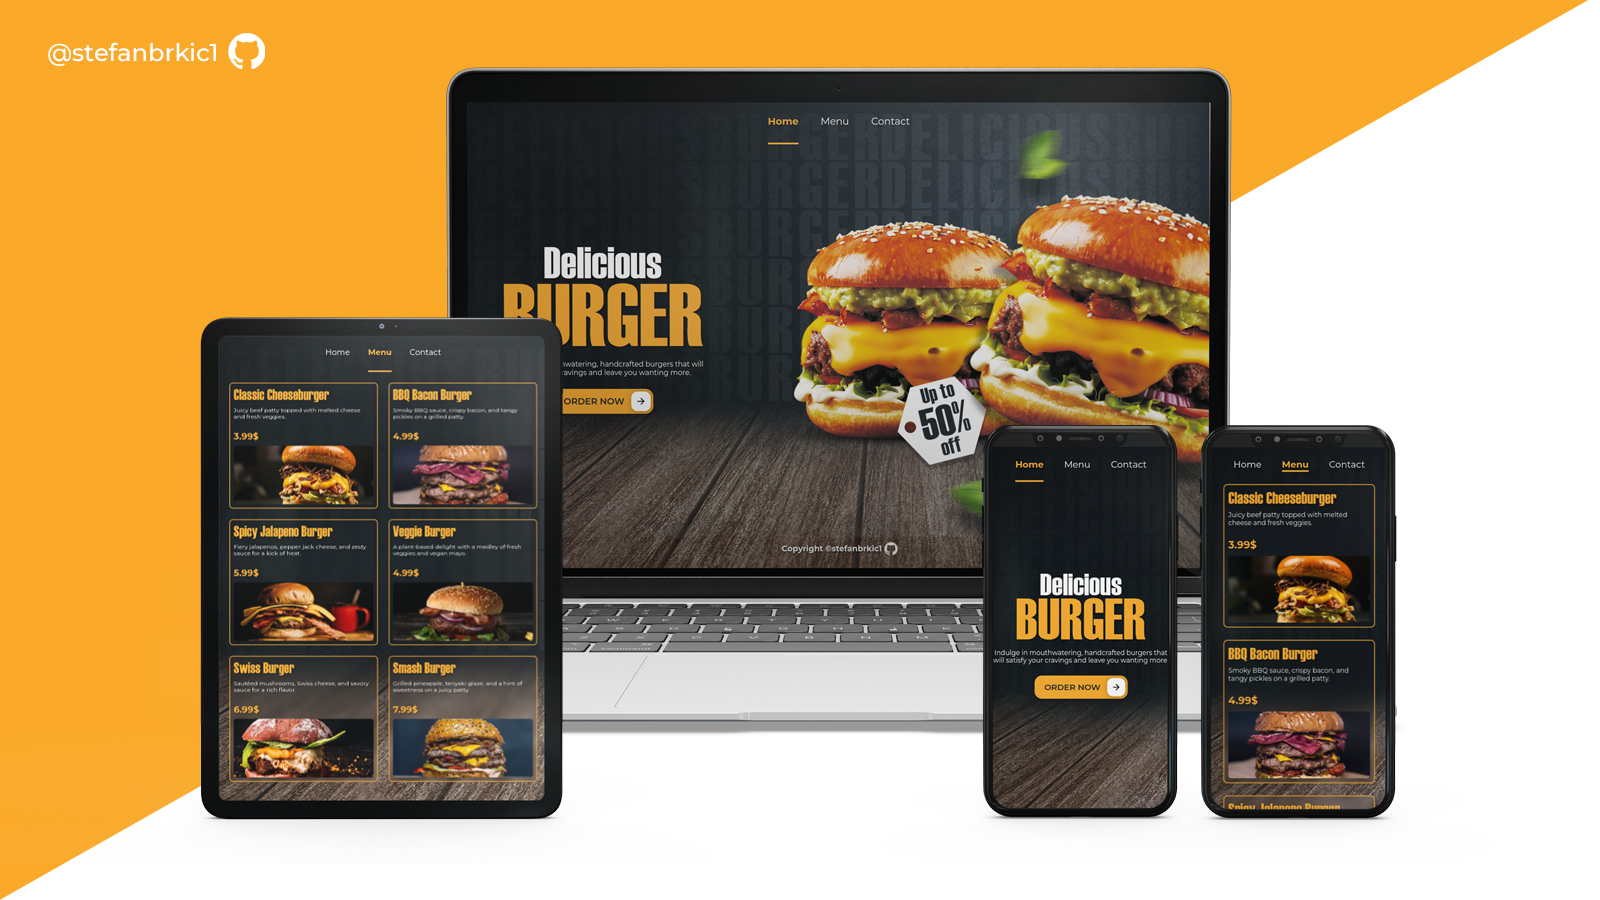 @stefanbrkic1
Home Menu Contact
Delicious
BURGER
watering, handcrafted burgers that will
cravings and leave you wanting more.
ORDER NOW
Up to
50%
off
Copyright ©stefanbrkic1
Home Menu Contact
Classic Cheeseburger
Juicy beef patty topped with melted cheese
and fresh veggies.
3.99$
BBQ Bacon Burger
Smoky BBQ sauce, crispy bacon, and tangy
pickles on a grilled patty.
4.99$
Spicy Jalapeno Burger
Fiery jalapenos, pepper jack cheese, and zesty
sauce for a kick of heat.
5.99$
Veggie Burger
A plant-based delight with a medley of fresh
veggies and vegan mayo.
4.99$
Swiss Burger
Sautéed mushrooms, Swiss cheese, and savory
sauce for a rich flavor.
6.99$
Smash Burger
Grilled pineapple, teriyaki glaze, and a hint of
sweetness on a juicy patty.
7.99$
Home Menu Contact
Delicious
BURGER
Indulge in mouthwatering, handcrafted burgers that
will satisfy your cravings and leave you wanting more
ORDER NOW
Home Menu Contact
Classic Cheeseburger
Juicy beef patty topped with melted
cheese and fresh veggies.
3.99$
BBQ Bacon Burger
Smoky BBQ sauce, crispy bacon, and
tangy pickles on a grilled patty.
4.99$
Spicy Jalapeno Burger